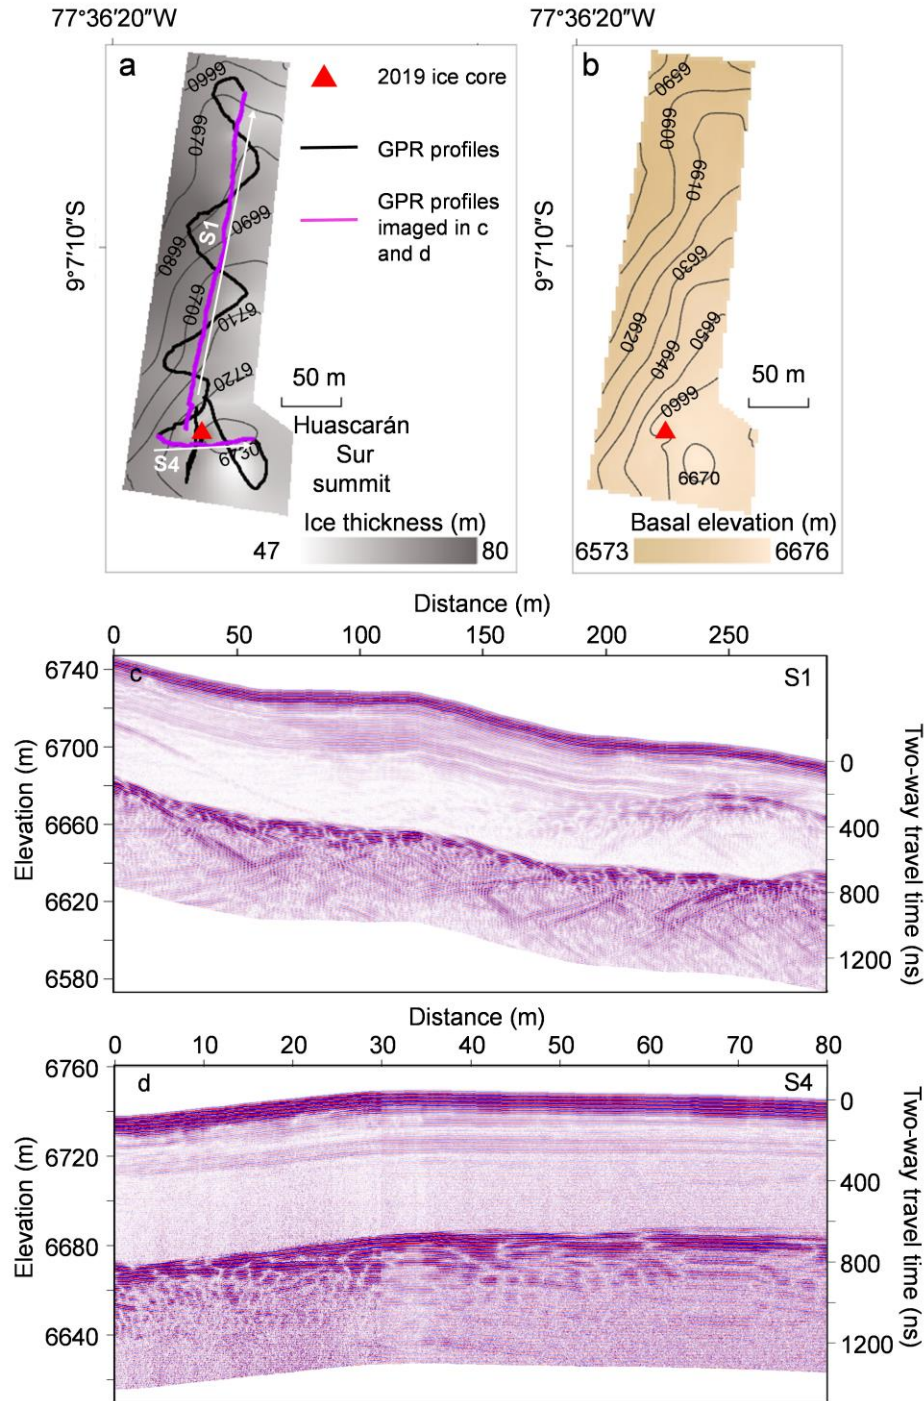 77°36′20″W
77°36′20″W
a
2019 ice core
GPR profiles
GPR profiles
imaged in c
and d
9°7′10″S
6660
6670
6690
S1
6680
6700
6710
6720
6730
S4
50 m
Huascarán
Sur
summit
Ice thickness (m)
47
80
b
9°7′10″S
6590
6600
6610
6630
6620
6650
6640
6660
6670
50 m
Basal elevation (m)
6573
6676
Distance (m)
0 50 100 150 200 250
c
S1
Elevation (m)
6740
6700
6660
6620
6580
Two-way travel time (ns)
0
400
800
1200
Distance (m)
0 10 20 30 40 50 60 70 80
d
S4
Elevation (m)
6760
6720
6680
6640
Two-way travel time (ns)
0
400
800
1200